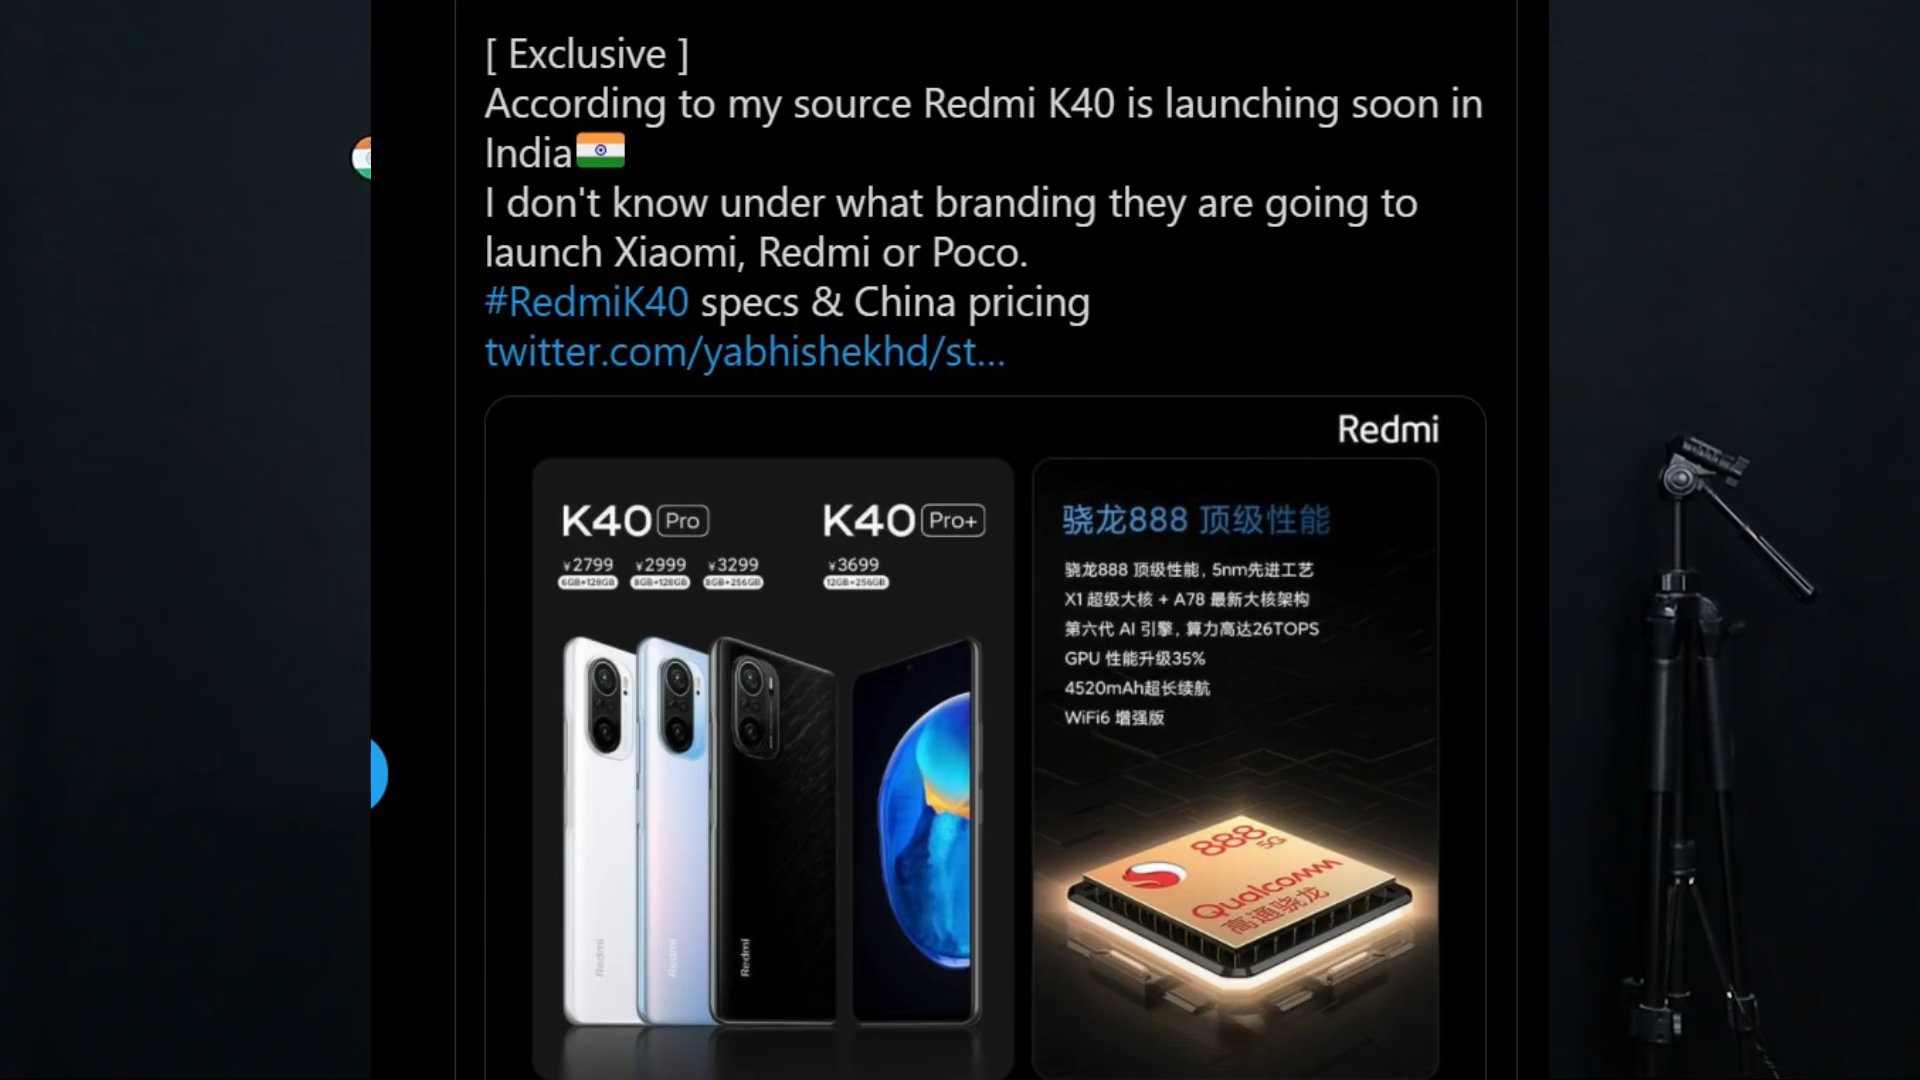 [ Exclusive ]
According to my source Redmi K40 is launching soon in
India
I don't know under what branding they are going to
launch Xiaomi, Redmi or Poco.
#RedmiK40 specs & China pricing
twitter.com/yabhishekhd/st...
Redmi
K40 Pro
¥2799 ¥2999 ¥3299
6GB+128GB 8GB+128GB 8GB+256GB
K40 Pro+
¥3699
12GB+256GB
Redmi
Redmi
Redmi
骁龙888 顶级性能
骁龙888 顶级性能, 5nm先进工艺
X1 超级大核 + A78 最新大核架构
第六代 AI 引擎, 算力高达26TOPS
GPU 性能升级35%
4520mAh超长续航
WiFi6 增强版
888
5G
Qualcomm
高通骁龙